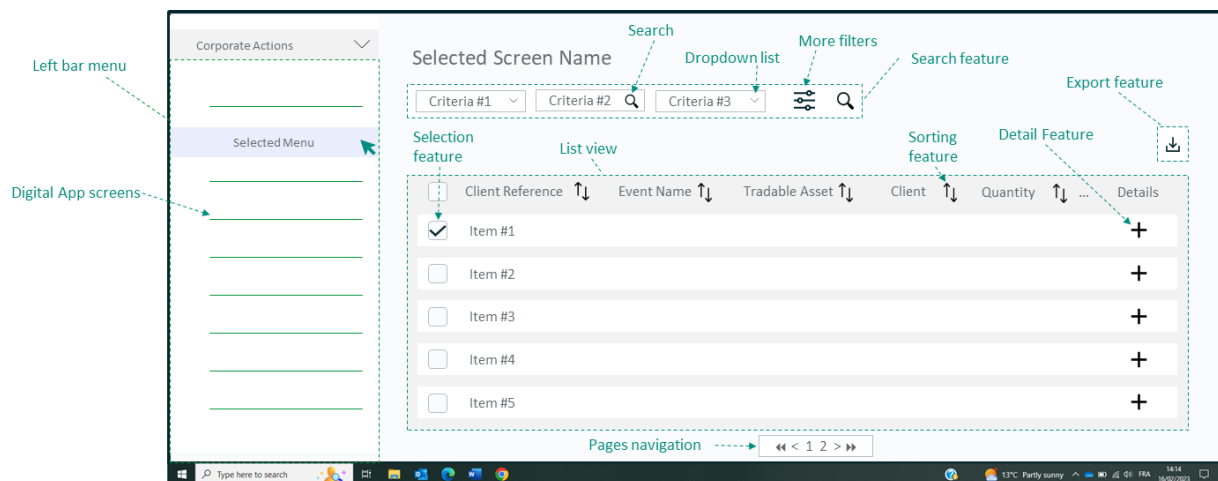 Corporate Actions
Left bar menu
Selected Menu
Digital App screens
Selected Screen Name
Search
Dropdown list
More filters
Search feature
Export feature
Criteria #1
Criteria #2
Criteria #3
Selection
feature
List view
Sorting
feature
Detail Feature
Client Reference Event Name Tradable Asset Client Quantity ... Details
Item #1
Item #2
Item #3
Item #4
Item #5
Pages navigation
< 1 2 >
Type here to search
13°C Partly sunny
FRA
14:14
16/02/2023